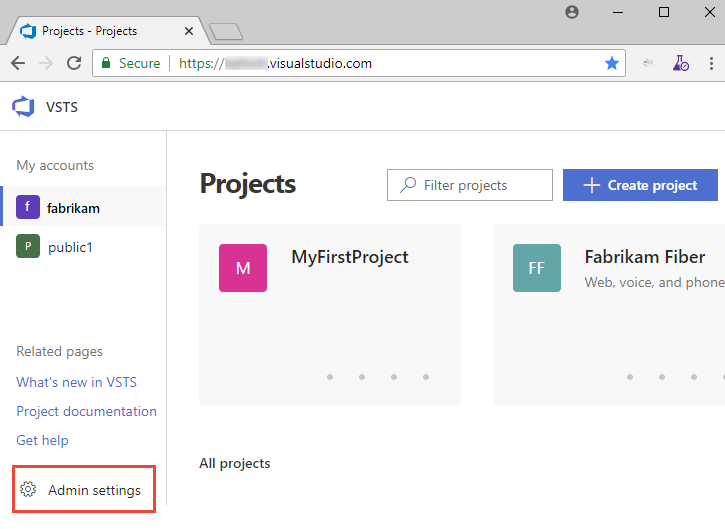 Projects - Projects
Secure https:// .visualstudio.com
VSTS
My accounts
f fabrikam
P public1
Related pages
What's new in VSTS
Project documentation
Get help
Admin settings
Projects
Filter projects
Create project
M MyFirstProject
FF Fabrikam Fiber
Web, voice, and phone
All projects